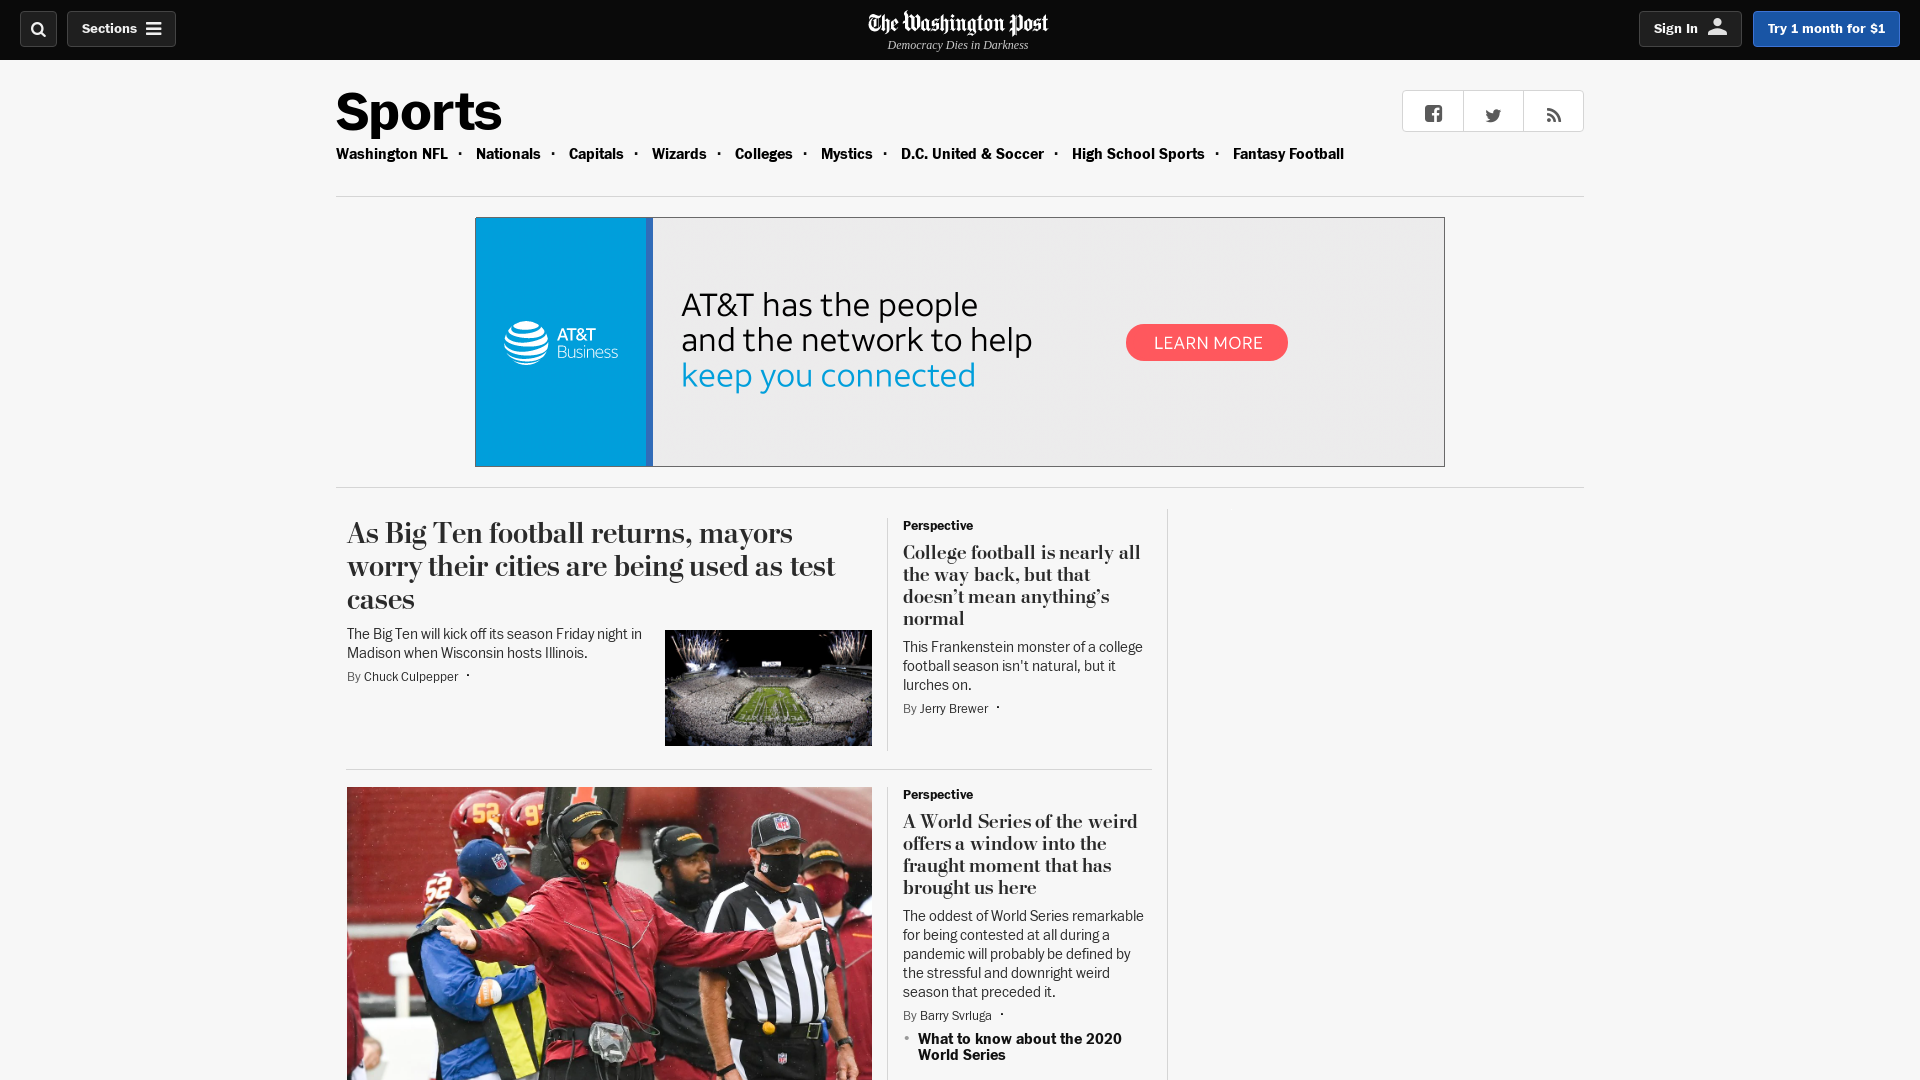 Sections
The Washington Post
Democracy Dies in Darkness
Sign In
Try 1 month for $1
Sports
Washington NFL · Nationals · Capitals · Wizards · Colleges · Mystics · D.C. United & Soccer · High School Sports · Fantasy Football
AT&T
Business
AT&T has the people
and the network to help
keep you connected
LEARN MORE
As Big Ten football returns, mayors
worry their cities are being used as test
cases
The Big Ten will kick off its season Friday night in
Madison when Wisconsin hosts Illinois.
By Chuck Culpepper ·
Perspective
College football is nearly all
the way back, but that
doesn’t mean anything’s
normal
This Frankenstein monster of a college
football season isn't natural, but it
lurches on.
By Jerry Brewer ·
52
52
Perspective
A World Series of the weird
offers a window into the
fraught moment that has
brought us here
The oddest of World Series remarkable
for being contested at all during a
pandemic will probably be defined by
the stressful and downright weird
season that preceded it.
By Barry Svrluga ·
• What to know about the 2020
World Series